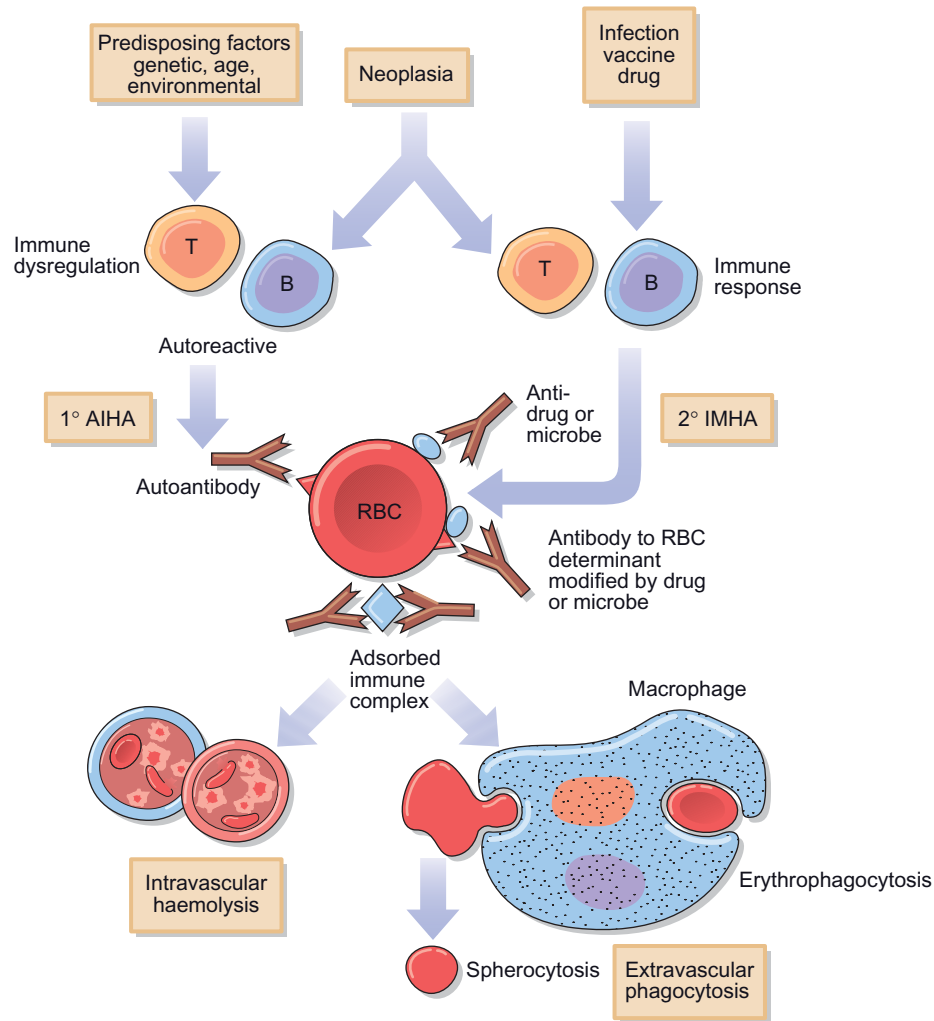 Predisposing factors
genetic, age,
environmental
Neoplasia
Infection
vaccine
drug
Immune
dysregulation
T
B
T
B
Immune
response
Autoreactive
1° AIHA
Anti-
drug or
microbe
2° IMHA
Autoantibody
RBC
Antibody to RBC
determinant
modified by drug
or microbe
Adsorbed
immune
complex
Macrophage
Intravascular
haemolysis
Erythrophagocytosis
Spherocytosis
Extravascular
phagocytosis